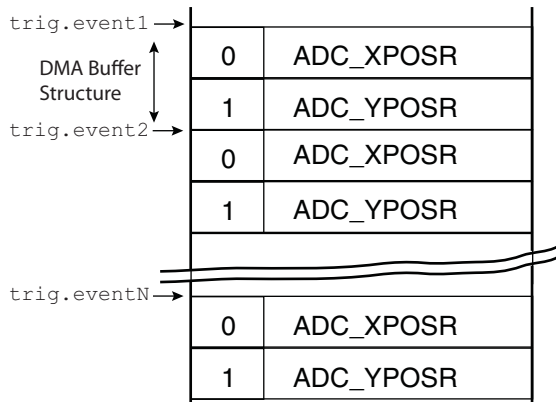 trig.event1
0 ADC_XPOSR
DMA Buffer
Structure
1 ADC_YPOSR
trig.event2
0 ADC_XPOSR
1 ADC_YPOSR
trig.eventN
0 ADC_XPOSR
1 ADC_YPOSR